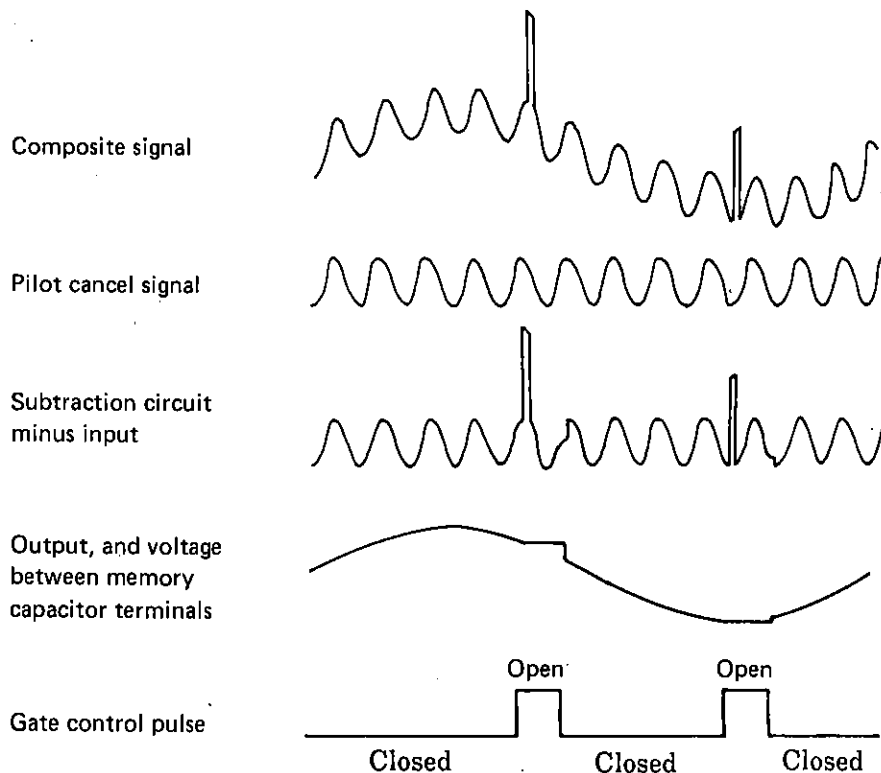 Composite signal
Pilot cancel signal
Subtraction circuit
minus input
Output, and voltage
between memory
capacitor terminals
Open
Open
Gate control pulse
Closed
Closed
Closed